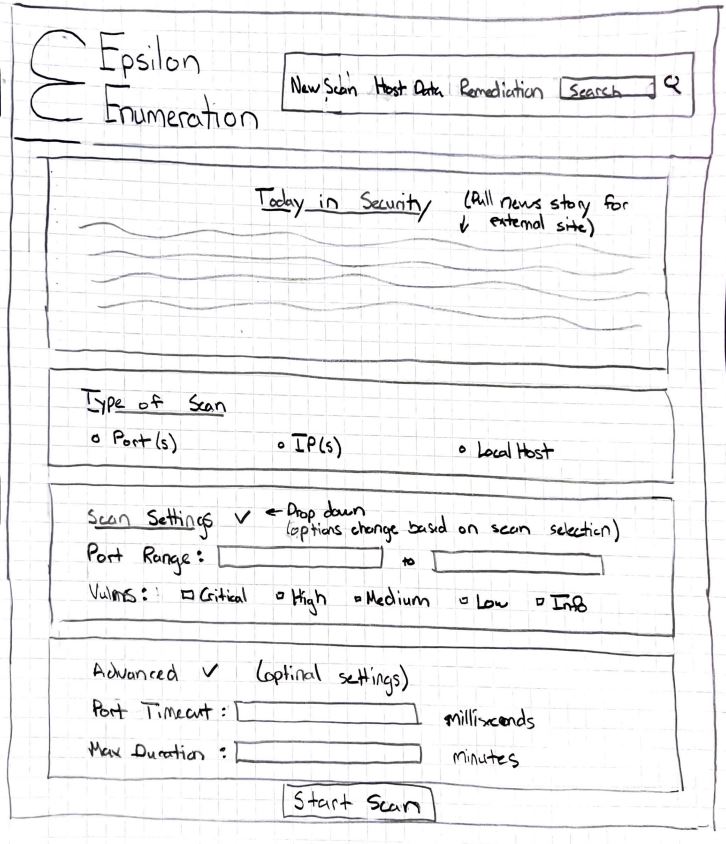 Epsilon
Enumeration
New Scan Host Data Remediation Search
Today in Security (Pull news story for
external site)
Type of Scan
Port(s) IP(s) Local Host
Scan Settings ← Drop down
(options change based on scan selection)
Port Range: to
Vulns: Critical High Medium Low Info
Advanced (optinal settings)
Port Timeout: milliseconds
Max Duration: minutes
Start Scan